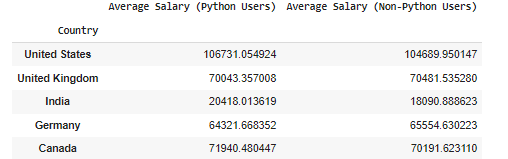 Average Salary (Python Users) Average Salary (Non-Python Users)
Country
United States 106731.054924 104689.950147
United Kingdom 70043.357008 70481.535280
India 20418.013619 18090.888623
Germany 64321.668352 65554.630223
Canada 71940.480447 70191.623110